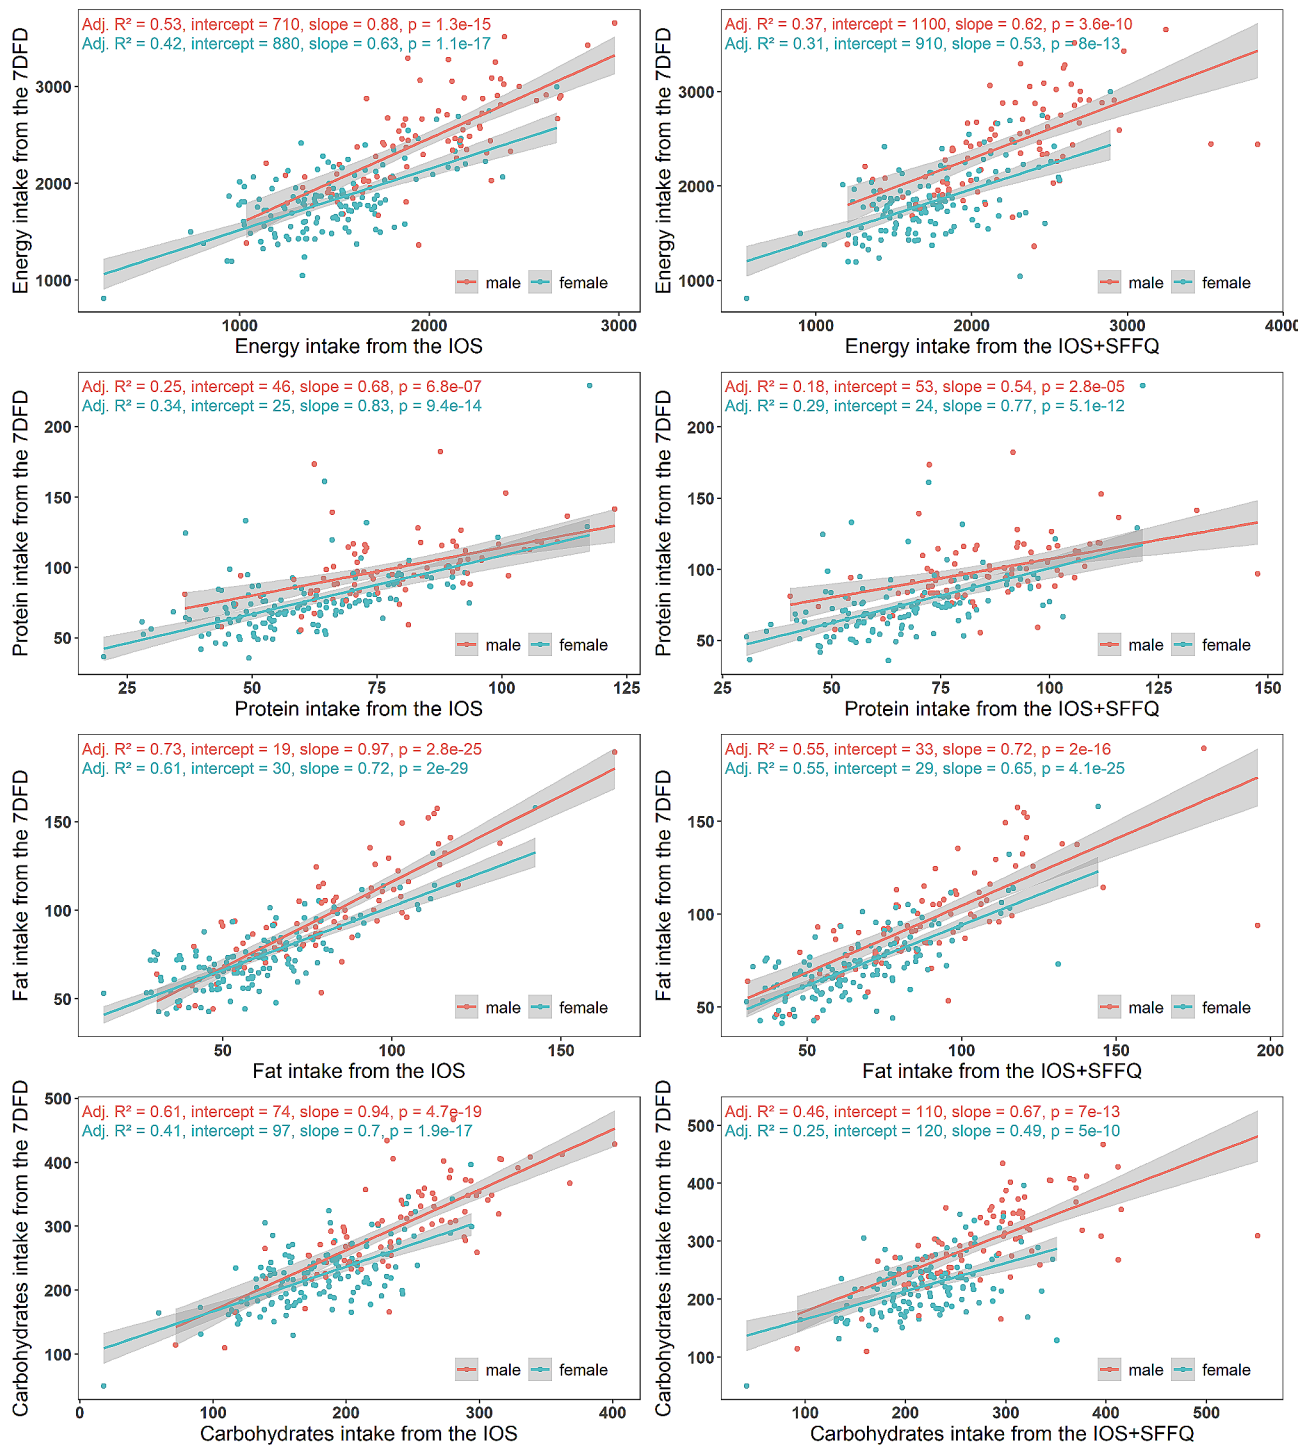 Adj. R² = 0.53, intercept = 710, slope = 0.88, p = 1.3e-15
Adj. R² = 0.42, intercept = 880, slope = 0.63, p = 1.1e-17
Energy intake from the 7DFD
3000
2000
1000
male
female
1000
2000
3000
Energy intake from the IOS
Adj. R² = 0.37, intercept = 1100, slope = 0.62, p = 3.6e-10
Adj. R² = 0.31, intercept = 910, slope = 0.53, p = 8e-13
Energy intake from the 7DFD
3000
2000
1000
male
female
1000
2000
3000
4000
Energy intake from the IOS+SFFQ
Adj. R² = 0.25, intercept = 46, slope = 0.68, p = 6.8e-07
Adj. R² = 0.34, intercept = 25, slope = 0.83, p = 9.4e-14
Protein intake from the 7DFD
200
150
100
50
male
female
25
50
75
100
125
Protein intake from the IOS
Adj. R² = 0.18, intercept = 53, slope = 0.54, p = 2.8e-05
Adj. R² = 0.29, intercept = 24, slope = 0.77, p = 5.1e-12
Protein intake from the 7DFD
200
150
100
50
male
female
25
50
75
100
125
150
Protein intake from the IOS+SFFQ
Adj. R² = 0.73, intercept = 19, slope = 0.97, p = 2.8e-25
Adj. R² = 0.61, intercept = 30, slope = 0.72, p = 2e-29
Fat intake from the 7DFD
150
100
50
male
female
50
100
150
Fat intake from the IOS
Adj. R² = 0.55, intercept = 33, slope = 0.72, p = 2e-16
Adj. R² = 0.55, intercept = 29, slope = 0.65, p = 4.1e-25
Fat intake from the 7DFD
150
100
50
male
female
50
100
150
200
Fat intake from the IOS+SFFQ
Adj. R² = 0.61, intercept = 74, slope = 0.94, p = 4.7e-19
Adj. R² = 0.41, intercept = 97, slope = 0.7, p = 1.9e-17
Carbohydrates intake from the 7DFD
500
400
300
200
100
male
female
0
100
200
300
400
Carbohydrates intake from the IOS
Adj. R² = 0.46, intercept = 110, slope = 0.67, p = 7e-13
Adj. R² = 0.25, intercept = 120, slope = 0.49, p = 5e-10
Carbohydrates intake from the 7DFD
500
400
300
200
100
male
female
100
200
300
400
500
Carbohydrates intake from the IOS+SFFQ